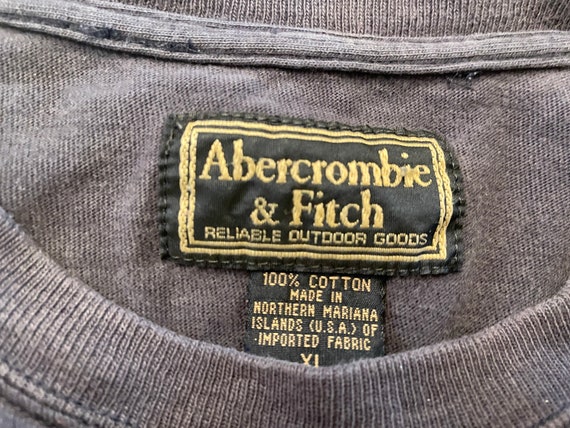 Abercrombie
& Fitch
RELIABLE OUTDOOR GOODS
100% COTTON
MADE IN
NORTHERN MARIANA
ISLANDS (U.S.A.) OF
IMPORTED FABRIC
XL